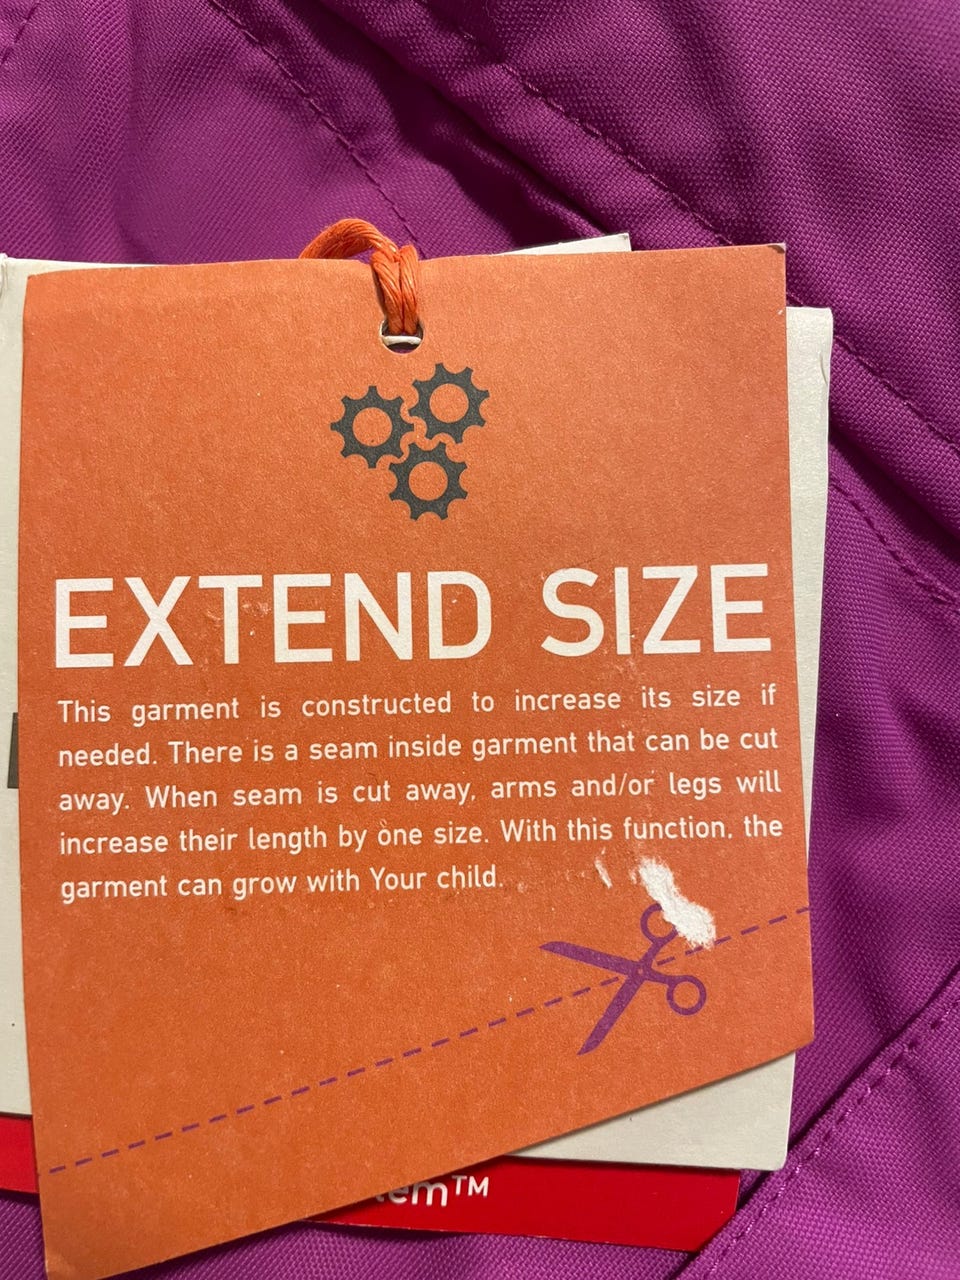 EXTEND SIZE
This garment is constructed to increase its size if
needed. There is a seam inside garment that can be cut
away. When seam is cut away, arms and/or legs will
increase their length by one size. With this function, the
garment can grow with Your child.